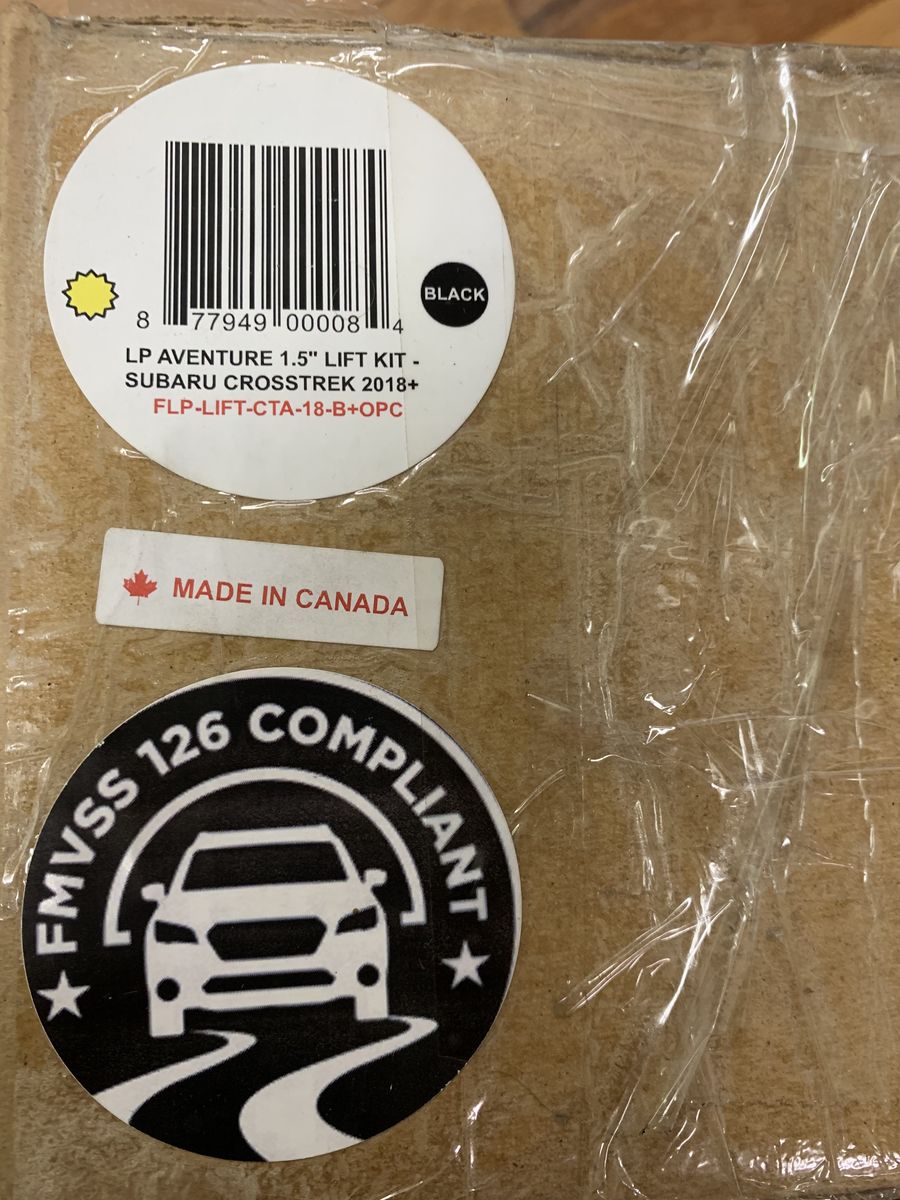 8 77949 00008 4
BLACK
LP AVENTURE 1.5" LIFT KIT -
SUBARU CROSSTREK 2018+
FLP-LIFT-CTA-18-B+OPC
MADE IN CANADA
FMVSS 126 COMPLIANT